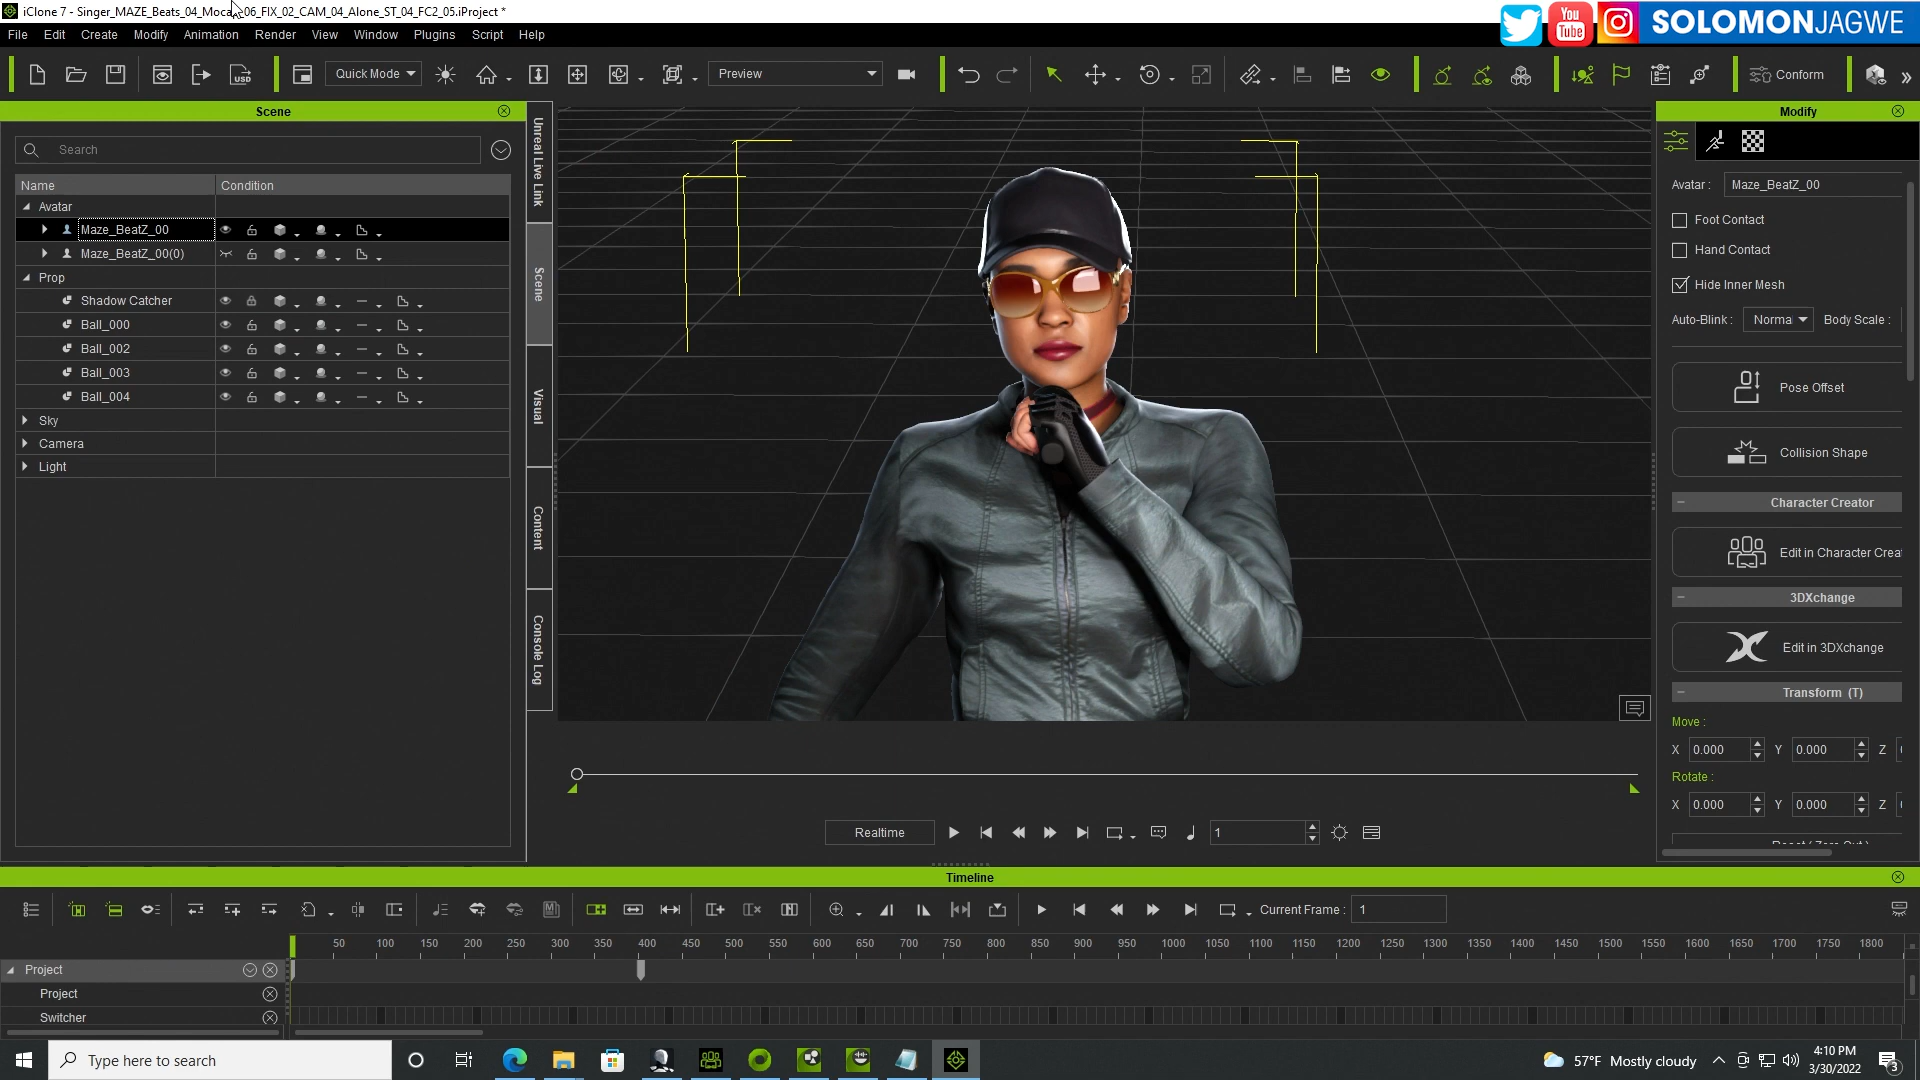 iClone 7 - Singer_MAZE_Beats_04_Moca 06_FIX_02_CAM_04_Alone_ST_04_FC2_05.iProject *
You Tube
SOLOMONJAGWE
File Edit Create Modify Animation Render View Window Plugins Script Help
USD Quick Mode Preview Conform
Scene
Search
Name Condition
Avatar
Maze_BeatZ_00
Maze_BeatZ_00(0)
Prop
Shadow Catcher
Ball_000
Ball_002
Ball_003
Ball_004
Sky
Camera
Light
Unreal Live Link
Scene
Visual
Content
Console Log
Modify
Avatar : Maze_BeatZ_00
Foot Contact
Hand Contact
Hide Inner Mesh
Auto-Blink : Norma Body Scale :
Pose Offset
Collision Shape
Character Creator
Edit in Character Crea
3DXchange
Edit in 3DXchange
Transform (T)
Move :
X 0.000 Y 0.000 Z
Rotate :
X 0.000 Y 0.000 Z
Realtime 1
Timeline
Current Frame : 1
50 100 150 200 250 300 350 400 450 500 550 600 650 700 750 800 850 900 950 1000 1050 1100 1150 1200 1250 1300 1350 1400 1450 1500 1550 1600 1650 1700 1750 1800
Project
Project
Switcher
Type here to search
57°F Mostly cloudy
4:10 PM
3/30/2022
3